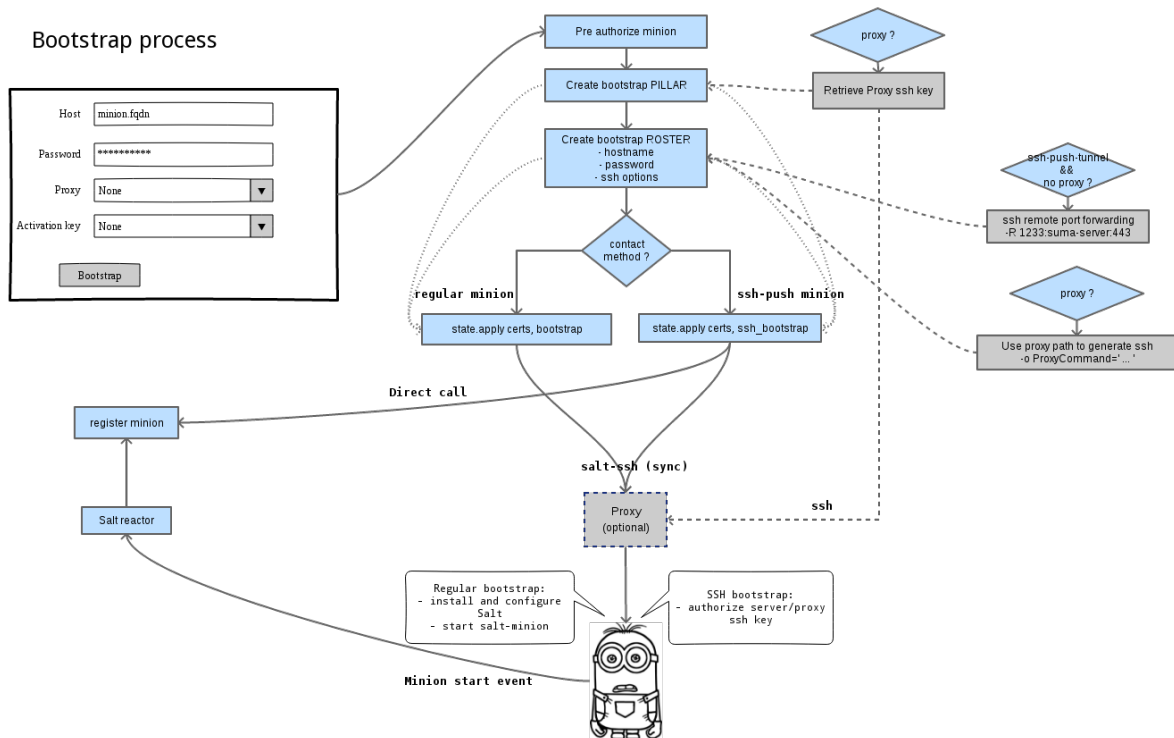 Bootstrap process
Host
minion.fqdn
Password
**********
Proxy
None
Activation key
None
Bootstrap
Pre authorize minion
Create bootstrap PILLAR
Create bootstrap ROSTER
- hostname
- password
- ssh options
contact
method ?
regular minion
ssh-push minion
state.apply certs, bootstrap
state.apply certs, ssh_bootstrap
proxy ?
Retrieve Proxy ssh key
ssh-push-tunnel
&&
no proxy ?
ssh remote port forwarding
-R 1233:suma-server:443
proxy ?
Use proxy path to generate ssh
-o ProxyCommand=' ... '
Direct call
register minion
Salt reactor
salt-ssh (sync)
Proxy
(optional)
ssh
Regular bootstrap:
- install and configure
Salt
- start salt-minion
SSH bootstrap:
- authorize server/proxy
ssh key
Minion start event